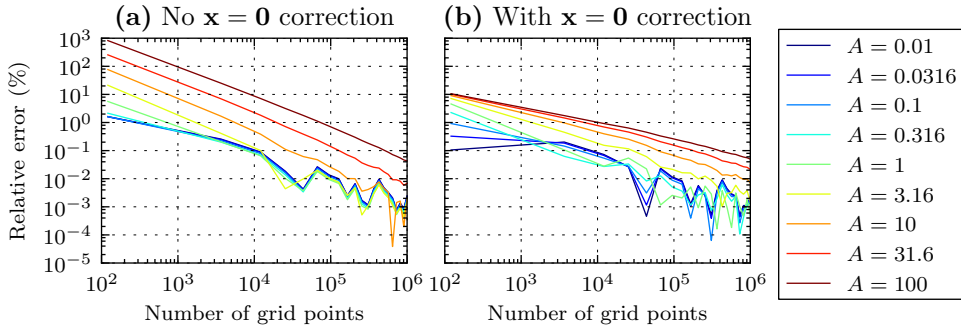 (a) No x = 0 correction
(b) With x = 0 correction
Relative error (%)
10^3
10^2
10^1
10^0
10^−1
10^−2
10^−3
10^−4
10^−5
10^2 10^3 10^4 10^5 10^6
Number of grid points
10^2 10^3 10^4 10^5 10^6
Number of grid points
A = 0.01
A = 0.0316
A = 0.1
A = 0.316
A = 1
A = 3.16
A = 10
A = 31.6
A = 100